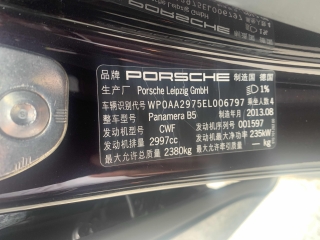 品牌 PORSCHE 制造国 德国
生产厂 Porsche Leipzig GmbH 1%
车辆识别代号 WP0AA2975EL006797 乘坐人数 4
整车型号 Panamera B5 制造年月 2013.08
发动机型号 CWF 发动机号 001597
发动机排量 2997cc 发动机最大净功率 235kW
最大允许总质量 2380kg — kg